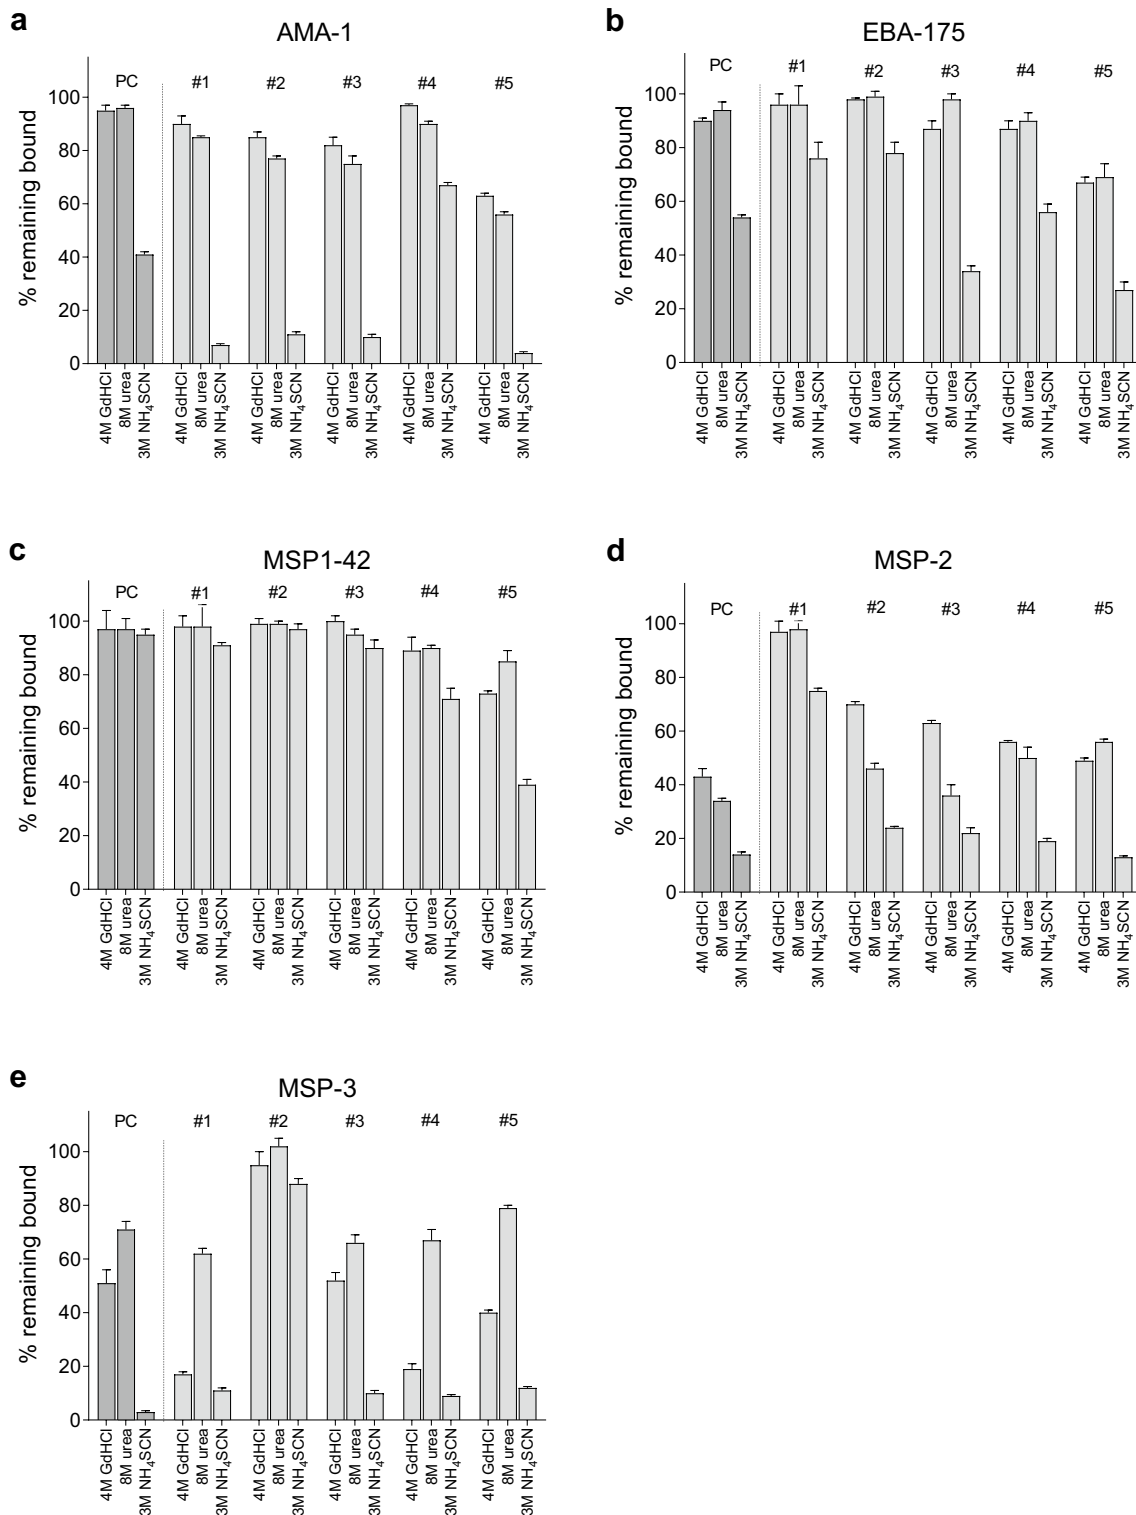 a
AMA-1
PC #1 #2 #3 #4 #5
% remaining bound
100
80
60
40
20
0
4M GdHCl 8M urea 3M NH₄SCN 4M GdHCl 8M urea 3M NH₄SCN 4M GdHCl 8M urea 3M NH₄SCN 4M GdHCl 8M urea 3M NH₄SCN 4M GdHCl 8M urea 3M NH₄SCN 4M GdHCl 8M urea 3M NH₄SCN
b
EBA-175
PC #1 #2 #3 #4 #5
% remaining bound
100
80
60
40
20
0
4M GdHCl 8M urea 3M NH₄SCN 4M GdHCl 8M urea 3M NH₄SCN 4M GdHCl 8M urea 3M NH₄SCN 4M GdHCl 8M urea 3M NH₄SCN 4M GdHCl 8M urea 3M NH₄SCN 4M GdHCl 8M urea 3M NH₄SCN
c
MSP1-42
PC #1 #2 #3 #4 #5
% remaining bound
100
80
60
40
20
0
4M GdHCl 8M urea 3M NH₄SCN 4M GdHCl 8M urea 3M NH₄SCN 4M GdHCl 8M urea 3M NH₄SCN 4M GdHCl 8M urea 3M NH₄SCN 4M GdHCl 8M urea 3M NH₄SCN 4M GdHCl 8M urea 3M NH₄SCN
d
MSP-2
PC #1 #2 #3 #4 #5
% remaining bound
100
80
60
40
20
0
4M GdHCl 8M urea 3M NH₄SCN 4M GdHCl 8M urea 3M NH₄SCN 4M GdHCl 8M urea 3M NH₄SCN 4M GdHCl 8M urea 3M NH₄SCN 4M GdHCl 8M urea 3M NH₄SCN 4M GdHCl 8M urea 3M NH₄SCN
e
MSP-3
PC #1 #2 #3 #4 #5
% remaining bound
100
80
60
40
20
0
4M GdHCl 8M urea 3M NH₄SCN 4M GdHCl 8M urea 3M NH₄SCN 4M GdHCl 8M urea 3M NH₄SCN 4M GdHCl 8M urea 3M NH₄SCN 4M GdHCl 8M urea 3M NH₄SCN 4M GdHCl 8M urea 3M NH₄SCN